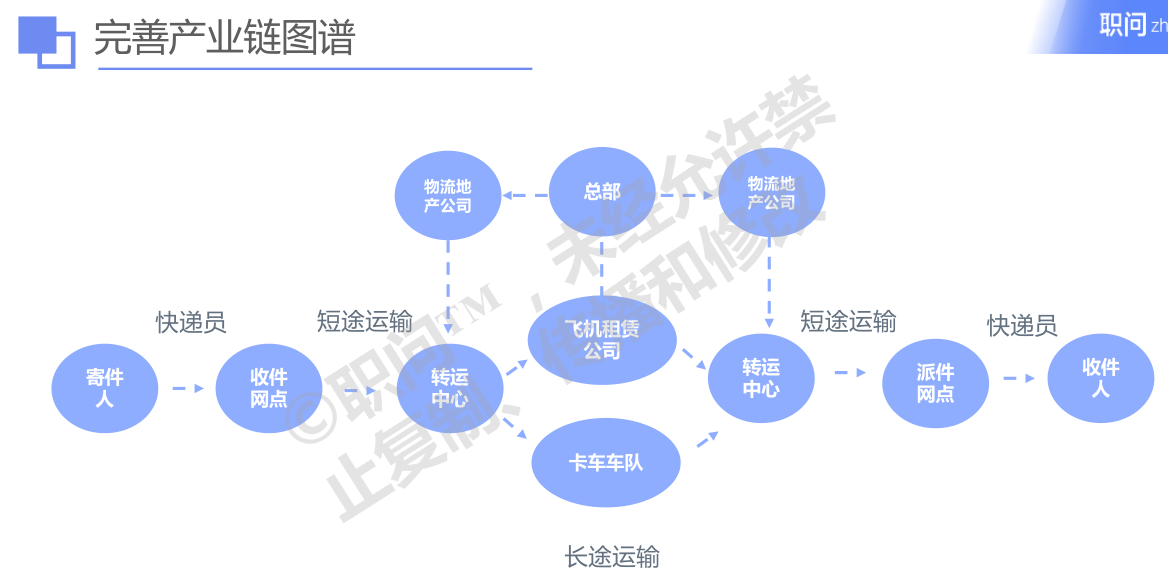 完善产业链图谱
职问 zh
物流地
产公司
总部
物流地
产公司
快递员
短途运输
飞机租赁
公司
短途运输
快递员
寄件
人
收件
网点
转运
中心
转运
中心
派件
网点
收件
人
卡车车队
长途运输
©职问™，未经允许禁
止复制、传播和修改